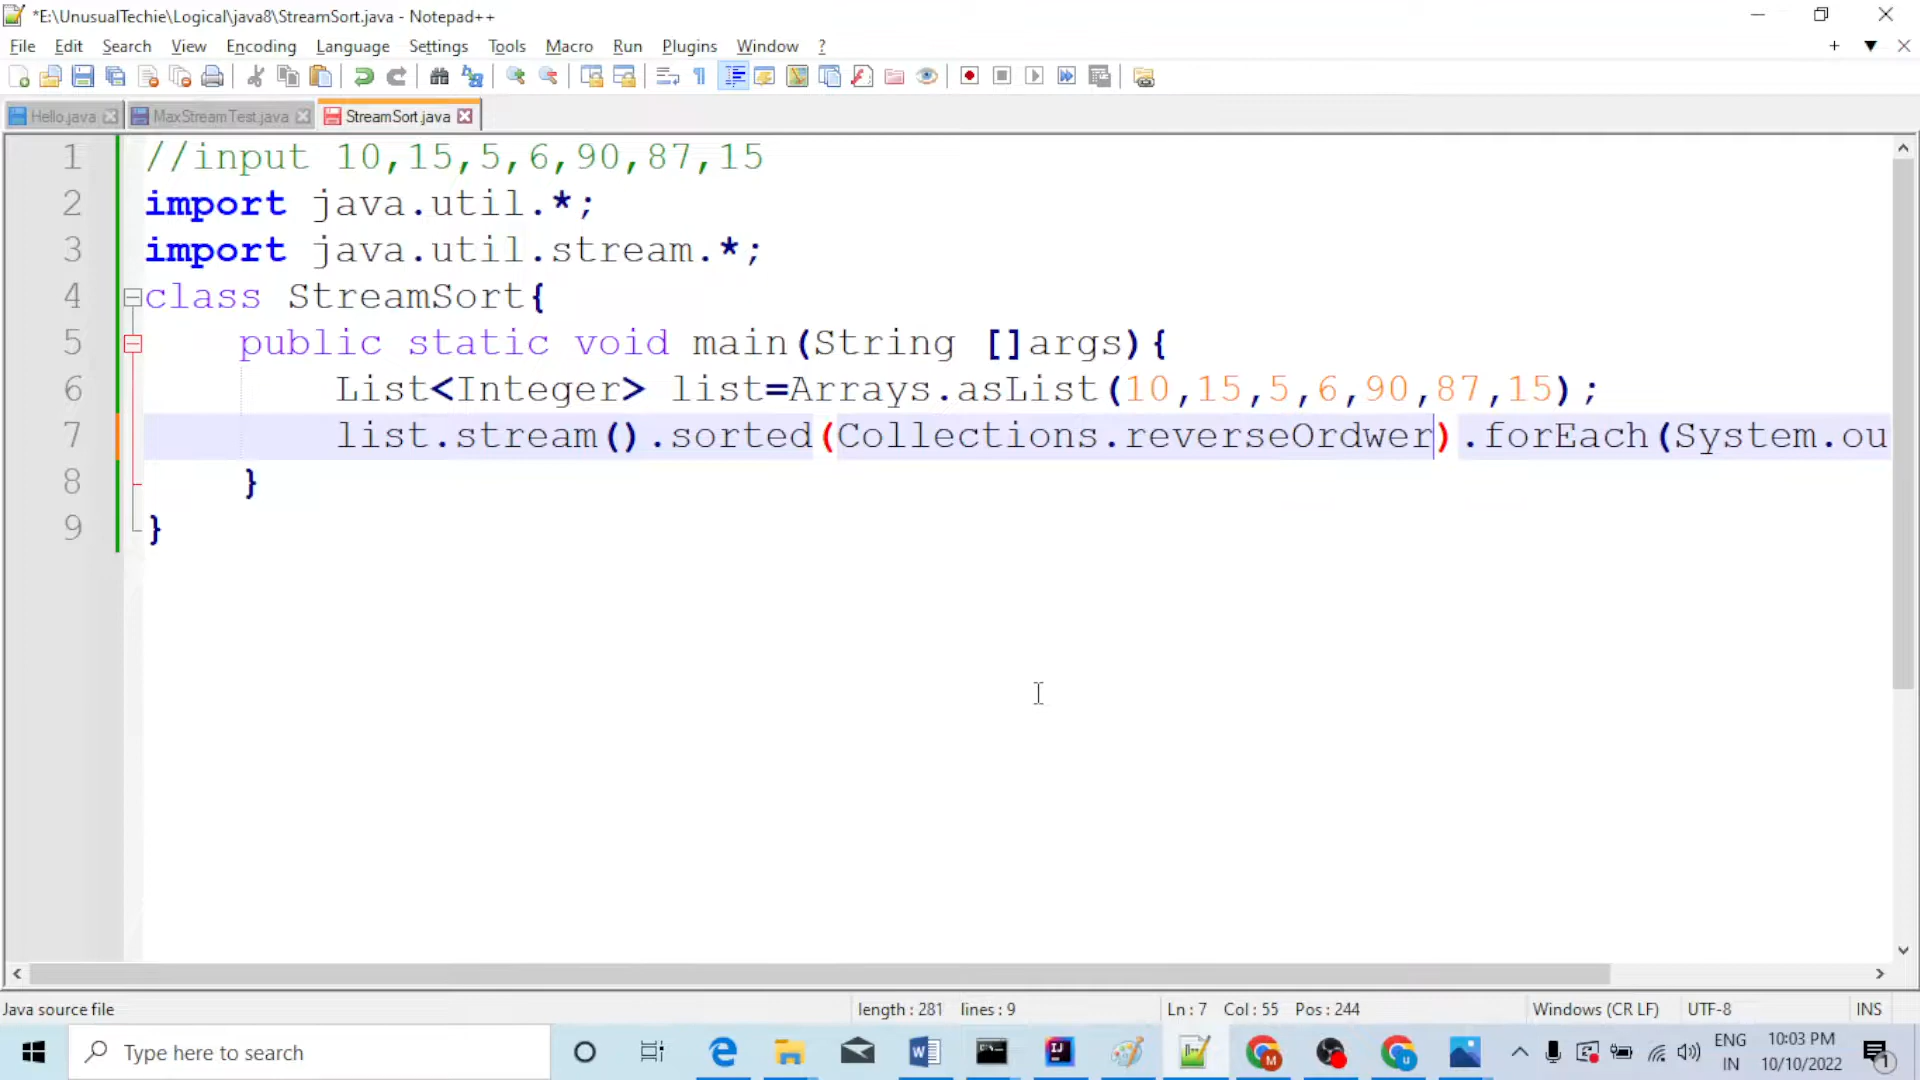 *E:\UnusualTechie\Logical\java8\StreamSort.java - Notepad++
File Edit Search View Encoding Language Settings Tools Macro Run Plugins Window ?
Hello.java MaxStreamTest.java StreamSort.java
1 //input 10,15,5,6,90,87,15
2 import java.util.*;
3 import java.util.stream.*;
4 class StreamSort{
5 public static void main(String []args){
6 List<Integer> list=Arrays.asList(10,15,5,6,90,87,15);
7 list.stream().sorted(Collections.reverseOrdwer).forEach(System.ou
8 }
9 }
Java source file length : 281 lines : 9 Ln : 7 Col : 55 Pos : 244 Windows (CR LF) UTF-8 INS
Type here to search
ENG 10:03 PM
IN 10/10/2022
1